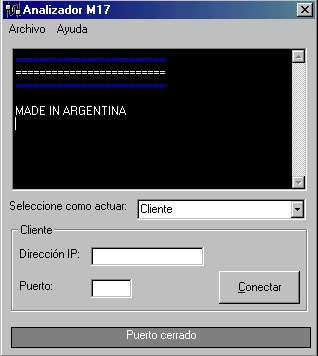 Analizador M17
Archivo Ayuda
=========================
=========================
=========================
MADE IN ARGENTINA
Seleccione como actuar: Cliente
Cliente
Dirección IP:
Puerto: Conectar
Puerto cerrado